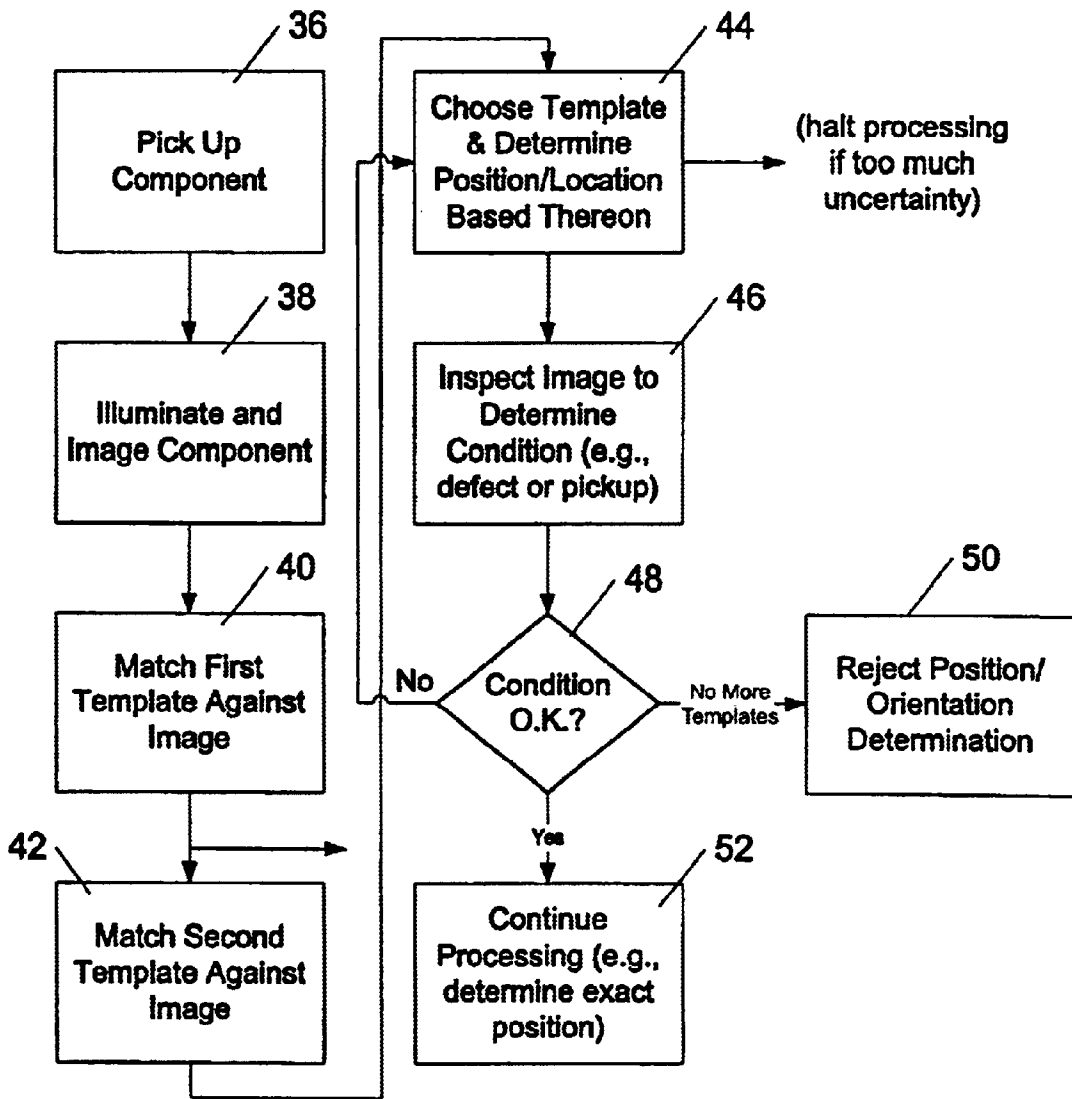 36
Pick Up
Component
38
Illuminate and
Image Component
40
Match First
Template Against
Image
42
Match Second
Template Against
Image
44
Choose Template
& Determine
Position/Location
Based Thereon
(halt processing
if too much
uncertainty)
46
Inspect Image to
Determine
Condition (e.g.,
defect or pickup)
48
Condition
O.K.?
No
No More
Templates
Yes
50
Reject Position/
Orientation
Determination
52
Continue
Processing (e.g.,
determine exact
position)